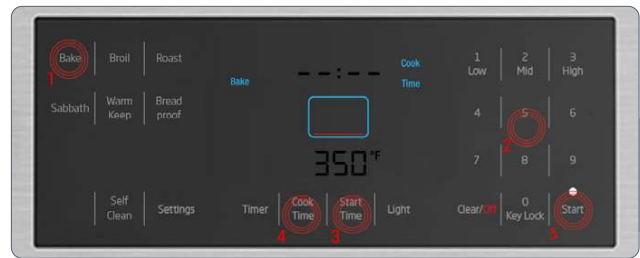 Bake
Broil
Roast
1
Sabbath
Warm
Keep
Bread
proof
Self
Clean
Settings
Bake
--:--
Cook
Time
350°F
Timer
Cook
Time
4
Start
Time
3
Light
1
Low
2
Mid
3
High
4
5
6
2
7
8
9
Clear/Off
0
Key Lock
Start
5